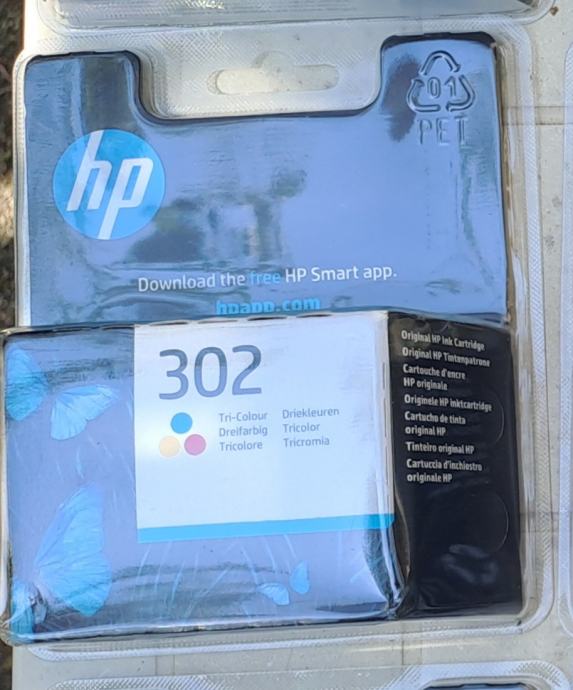 01
PET
hp
Download the free HP Smart app.
hpapp.com
302
Tri-Colour Driekleuren
Dreifarbig Tricolor
Tricolore Tricromia
Original HP Ink Cartridge
Original HP Tintenpatrone
Cartouche d'encre
HP originale
Originele HP inktcartridge
Cartucho de tinta
original HP
Tinteiro original HP
Cartuccia d'inchiostro
originale HP